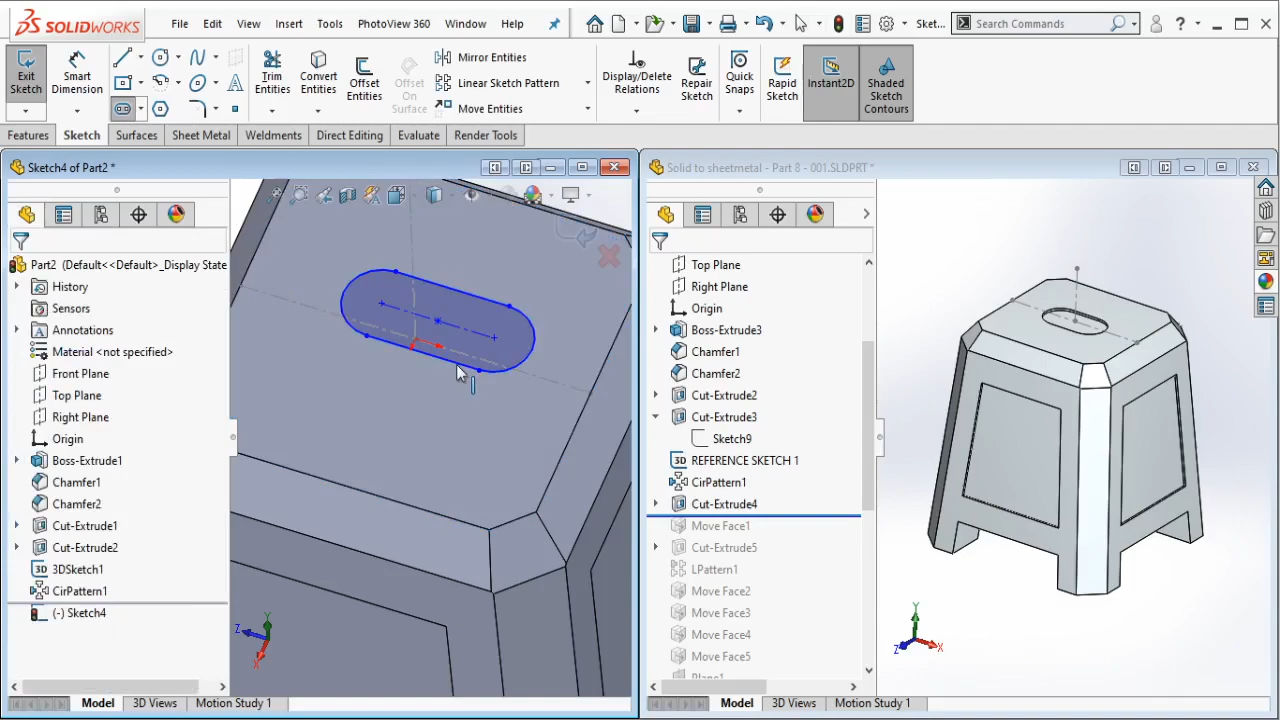 SOLIDWORKS
File Edit View Insert Tools PhotoView 360 Window Help
Sket...
Search Commands
Exit Sketch
Smart Dimension
Trim Entities
Convert Entities
Offset Entities
Offset On Surface
Mirror Entities
Linear Sketch Pattern
Move Entities
Display/Delete Relations
Repair Sketch
Quick Snaps
Rapid Sketch
Instant2D
Shaded Sketch Contours
Features Sketch Surfaces Sheet Metal Weldments Direct Editing Evaluate Render Tools
Sketch4 of Part2 *
Part2 (Default<<Default>_Display State
History
Sensors
Annotations
Material <not specified>
Front Plane
Top Plane
Right Plane
Origin
Boss-Extrude1
Chamfer1
Chamfer2
Cut-Extrude1
Cut-Extrude2
3D 3DSketch1
CirPattern1
(-) Sketch4
Y
Z
X
Model 3D Views Motion Study 1
Solid to sheetmetal - Part 8 - 001.SLDPRT *
Top Plane
Right Plane
Origin
Boss-Extrude3
Chamfer1
Chamfer2
Cut-Extrude2
Cut-Extrude3
Sketch9
3D REFERENCE SKETCH 1
CirPattern1
Cut-Extrude4
Move Face1
Cut-Extrude5
LPattern1
Move Face2
Move Face3
Move Face4
Move Face5
Y
Z
X
Model 3D Views Motion Study 1